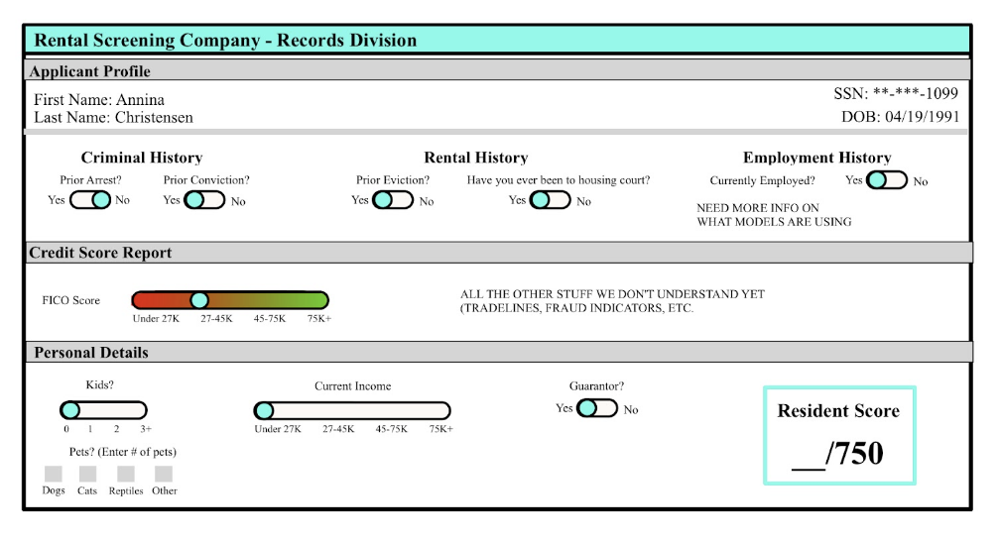 Rental Screening Company - Records Division
Applicant Profile
First Name: Annina
Last Name: Christensen
SSN: **-***-1099
DOB: 04/19/1991
Criminal History
Prior Arrest?
Yes No
Prior Conviction?
Yes No
Rental History
Prior Eviction?
Yes No
Have you ever been to housing court?
Yes No
Employment History
Currently Employed? Yes No
NEED MORE INFO ON
WHAT MODELS ARE USING
Credit Score Report
FICO Score
Under 27K 27-45K 45-75K 75K+
ALL THE OTHER STUFF WE DON'T UNDERSTAND YET
(TRADELINES, FRAUD INDICATORS, ETC.
Personal Details
Kids?
0 1 2 3+
Pets? (Enter # of pets)
Dogs Cats Reptiles Other
Current Income
Under 27K 27-45K 45-75K 75K+
Guarantor?
Yes No
Resident Score
__/750